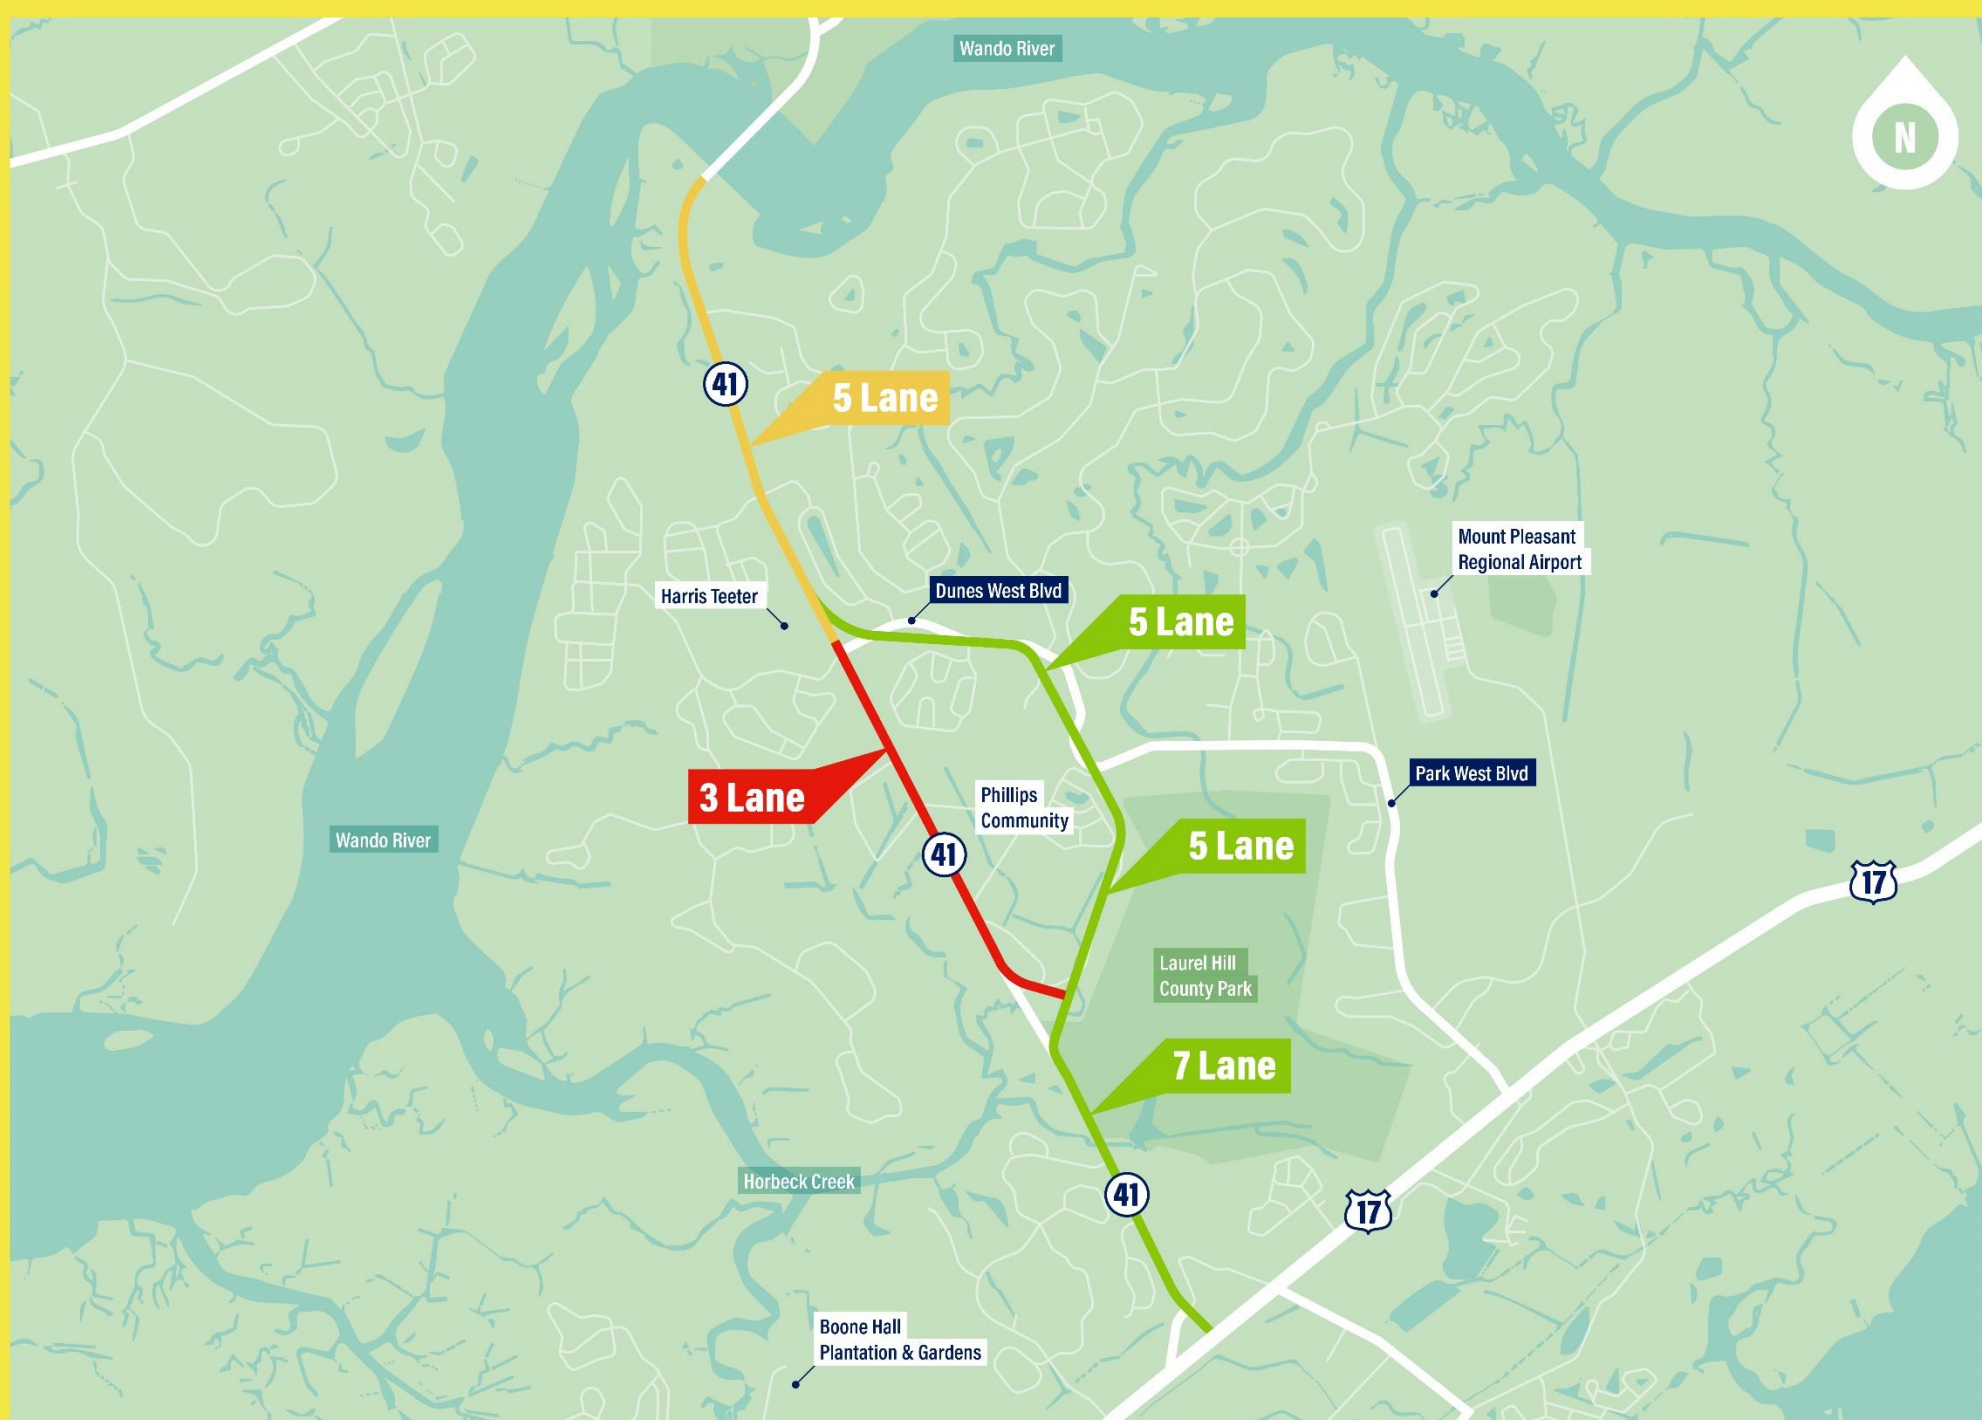 Wando River
N
41
5 Lane
Mount Pleasant
Regional Airport
Harris Teeter
Dunes West Blvd
5 Lane
Park West Blvd
3 Lane
Phillips
Community
Wando River
41
5 Lane
17
Laurel Hill
County Park
7 Lane
Horbeck Creek
41
17
Boone Hall
Plantation & Gardens